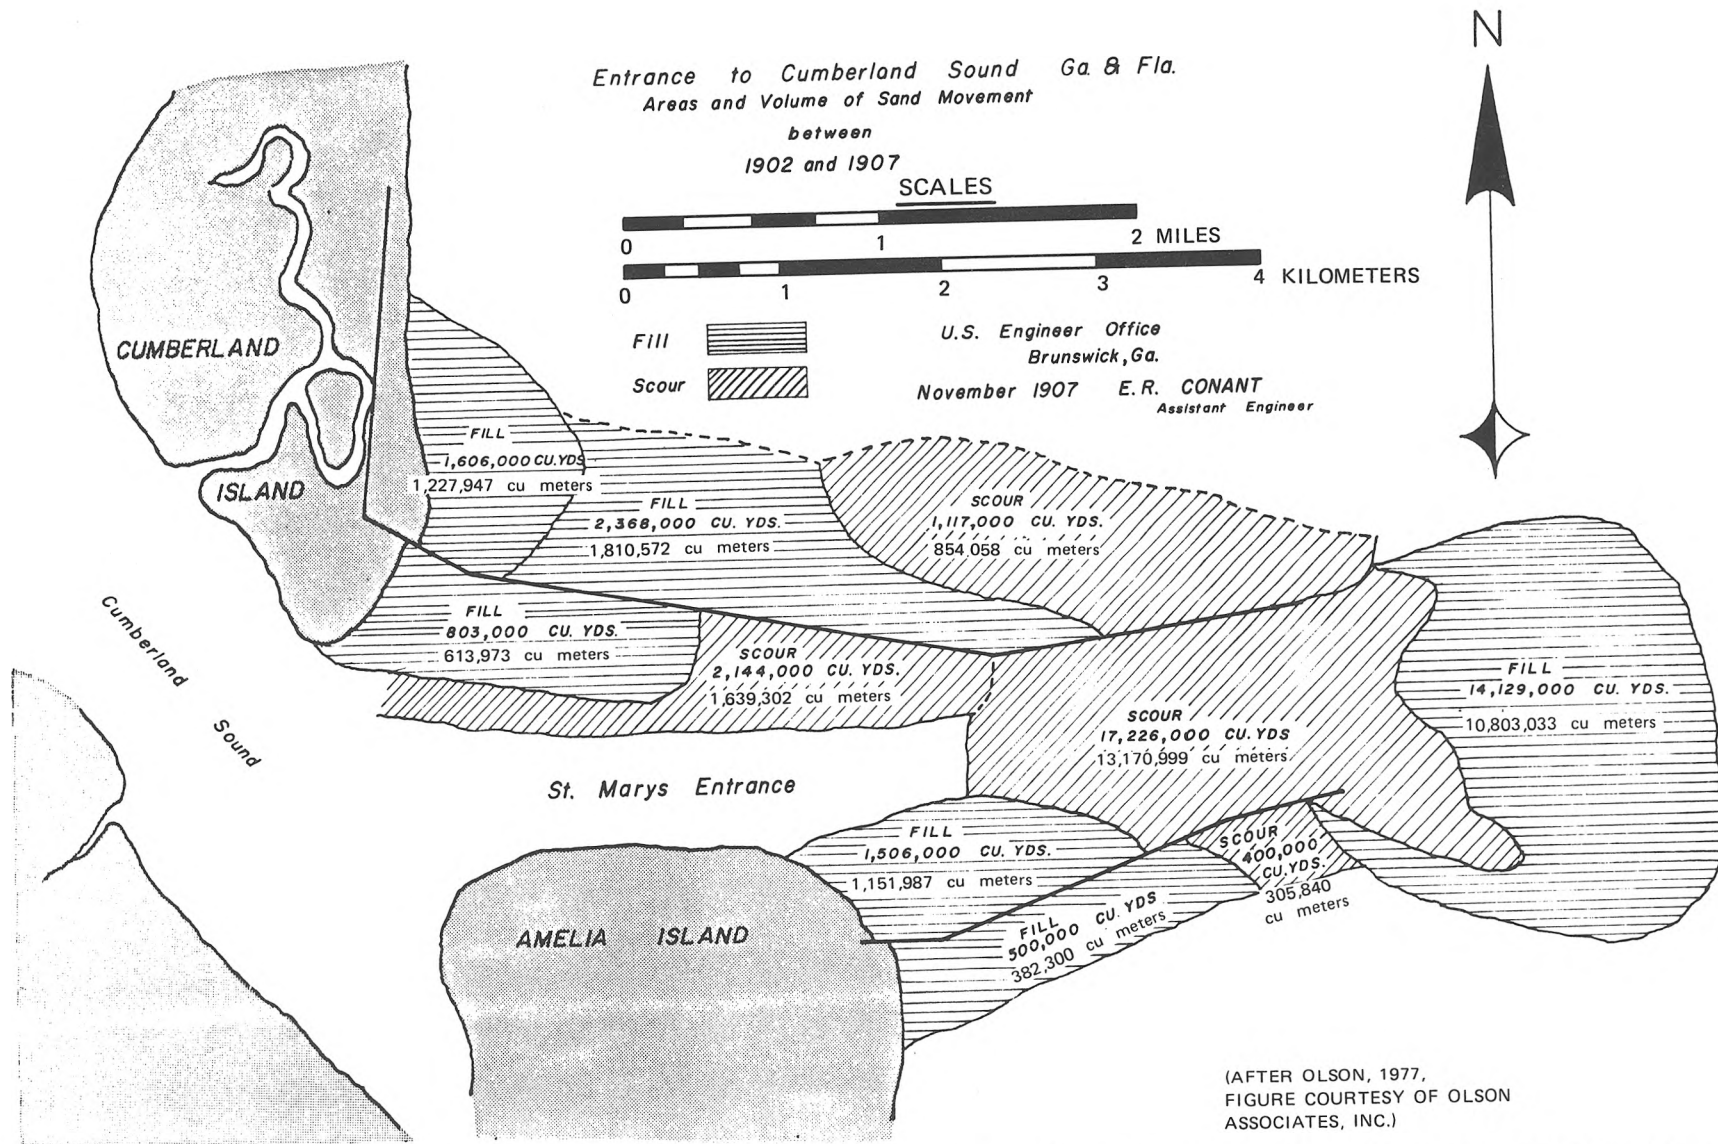 N
Entrance to Cumberland Sound Ga. & Fla.
Areas and Volume of Sand Movement
between
1902 and 1907
SCALES
0 1 2 MILES
0 1 2 3 4 KILOMETERS
Fill
Scour
U.S. Engineer Office
Brunswick, Ga.
November 1907 E.R. CONANT
Assistant Engineer
CUMBERLAND
ISLAND
FILL
1,606,000 CU.YDS
1,227,947 cu meters
FILL
2,368,000 CU. YDS.
1,810,572 cu meters
SCOUR
1,117,000 CU. YDS.
854,058 cu meters
FILL
803,000 CU. YDS.
613,973 cu meters
SCOUR
2,144,000 CU. YDS.
1,639,302 cu meters
SCOUR
17,226,000 CU. YDS
13,170,999 cu meters
FILL
14,129,000 CU. YDS.
10,803,033 cu meters
Cumberland
Sound
St. Marys Entrance
FILL
1,506,000 CU. YDS.
1,151,987 cu meters
SCOUR
400,000
CU.YDS.
305,840
cu meters
FILL
500,000 CU. YDS
382,300 cu meters
AMELIA ISLAND
(AFTER OLSON, 1977,
FIGURE COURTESY OF OLSON
ASSOCIATES, INC.)